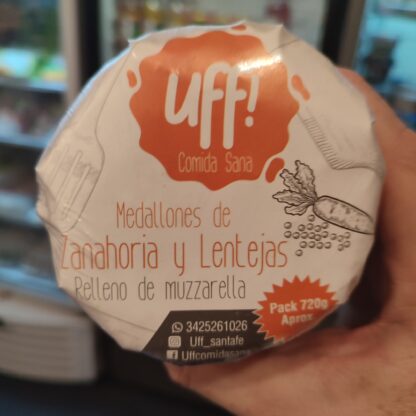 uff!
Comida Sana
Medallones de
Zanahoria y Lentejas
Relleno de muzzarella
Pack 720g
Aprox
3425261026
Uff_santafe
Uffcomidasana